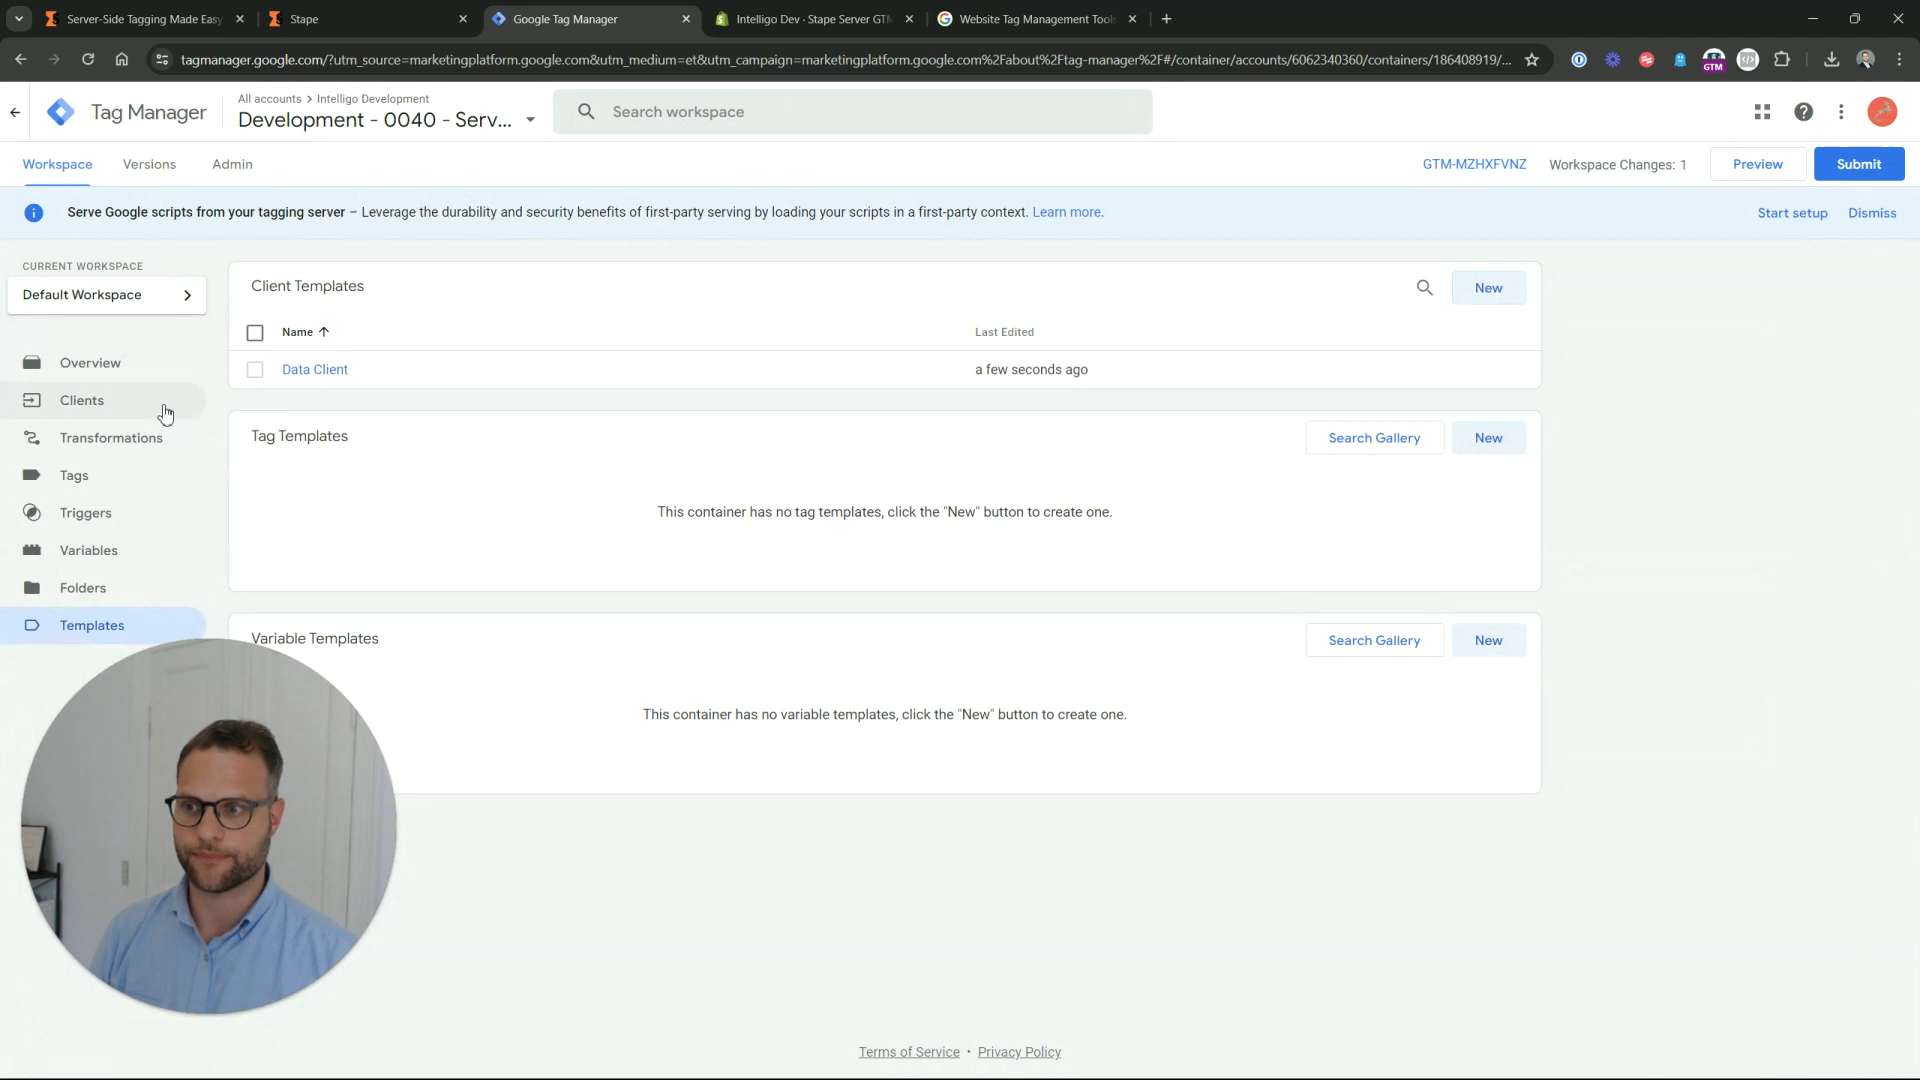 Server-Side Tagging Made Easy
Stape
Google Tag Manager
Intelligo Dev · Stape Server GTM
Website Tag Management Tools
tagmanager.google.com/?utm_source=marketingplatform.google.com&utm_medium=et&utm_campaign=marketingplatform.google.com%2Fabout%2Ftag-manager%2F#/container/accounts/6062340360/containers/186408919/...
GTM
Tag Manager
All accounts > Intelligo Development
Development - 0040 - Serv...
Search workspace
Workspace
Versions
Admin
GTM-MZHXFVNZ
Workspace Changes: 1
Preview
Submit
Serve Google scripts from your tagging server – Leverage the durability and security benefits of first-party serving by loading your scripts in a first-party context. Learn more.
Start setup
Dismiss
CURRENT WORKSPACE
Default Workspace
Overview
Clients
Transformations
Tags
Triggers
Variables
Folders
Templates
Client Templates
New
Name
Last Edited
Data Client
a few seconds ago
Tag Templates
Search Gallery
New
This container has no tag templates, click the "New" button to create one.
Variable Templates
Search Gallery
New
This container has no variable templates, click the "New" button to create one.
Terms of Service · Privacy Policy